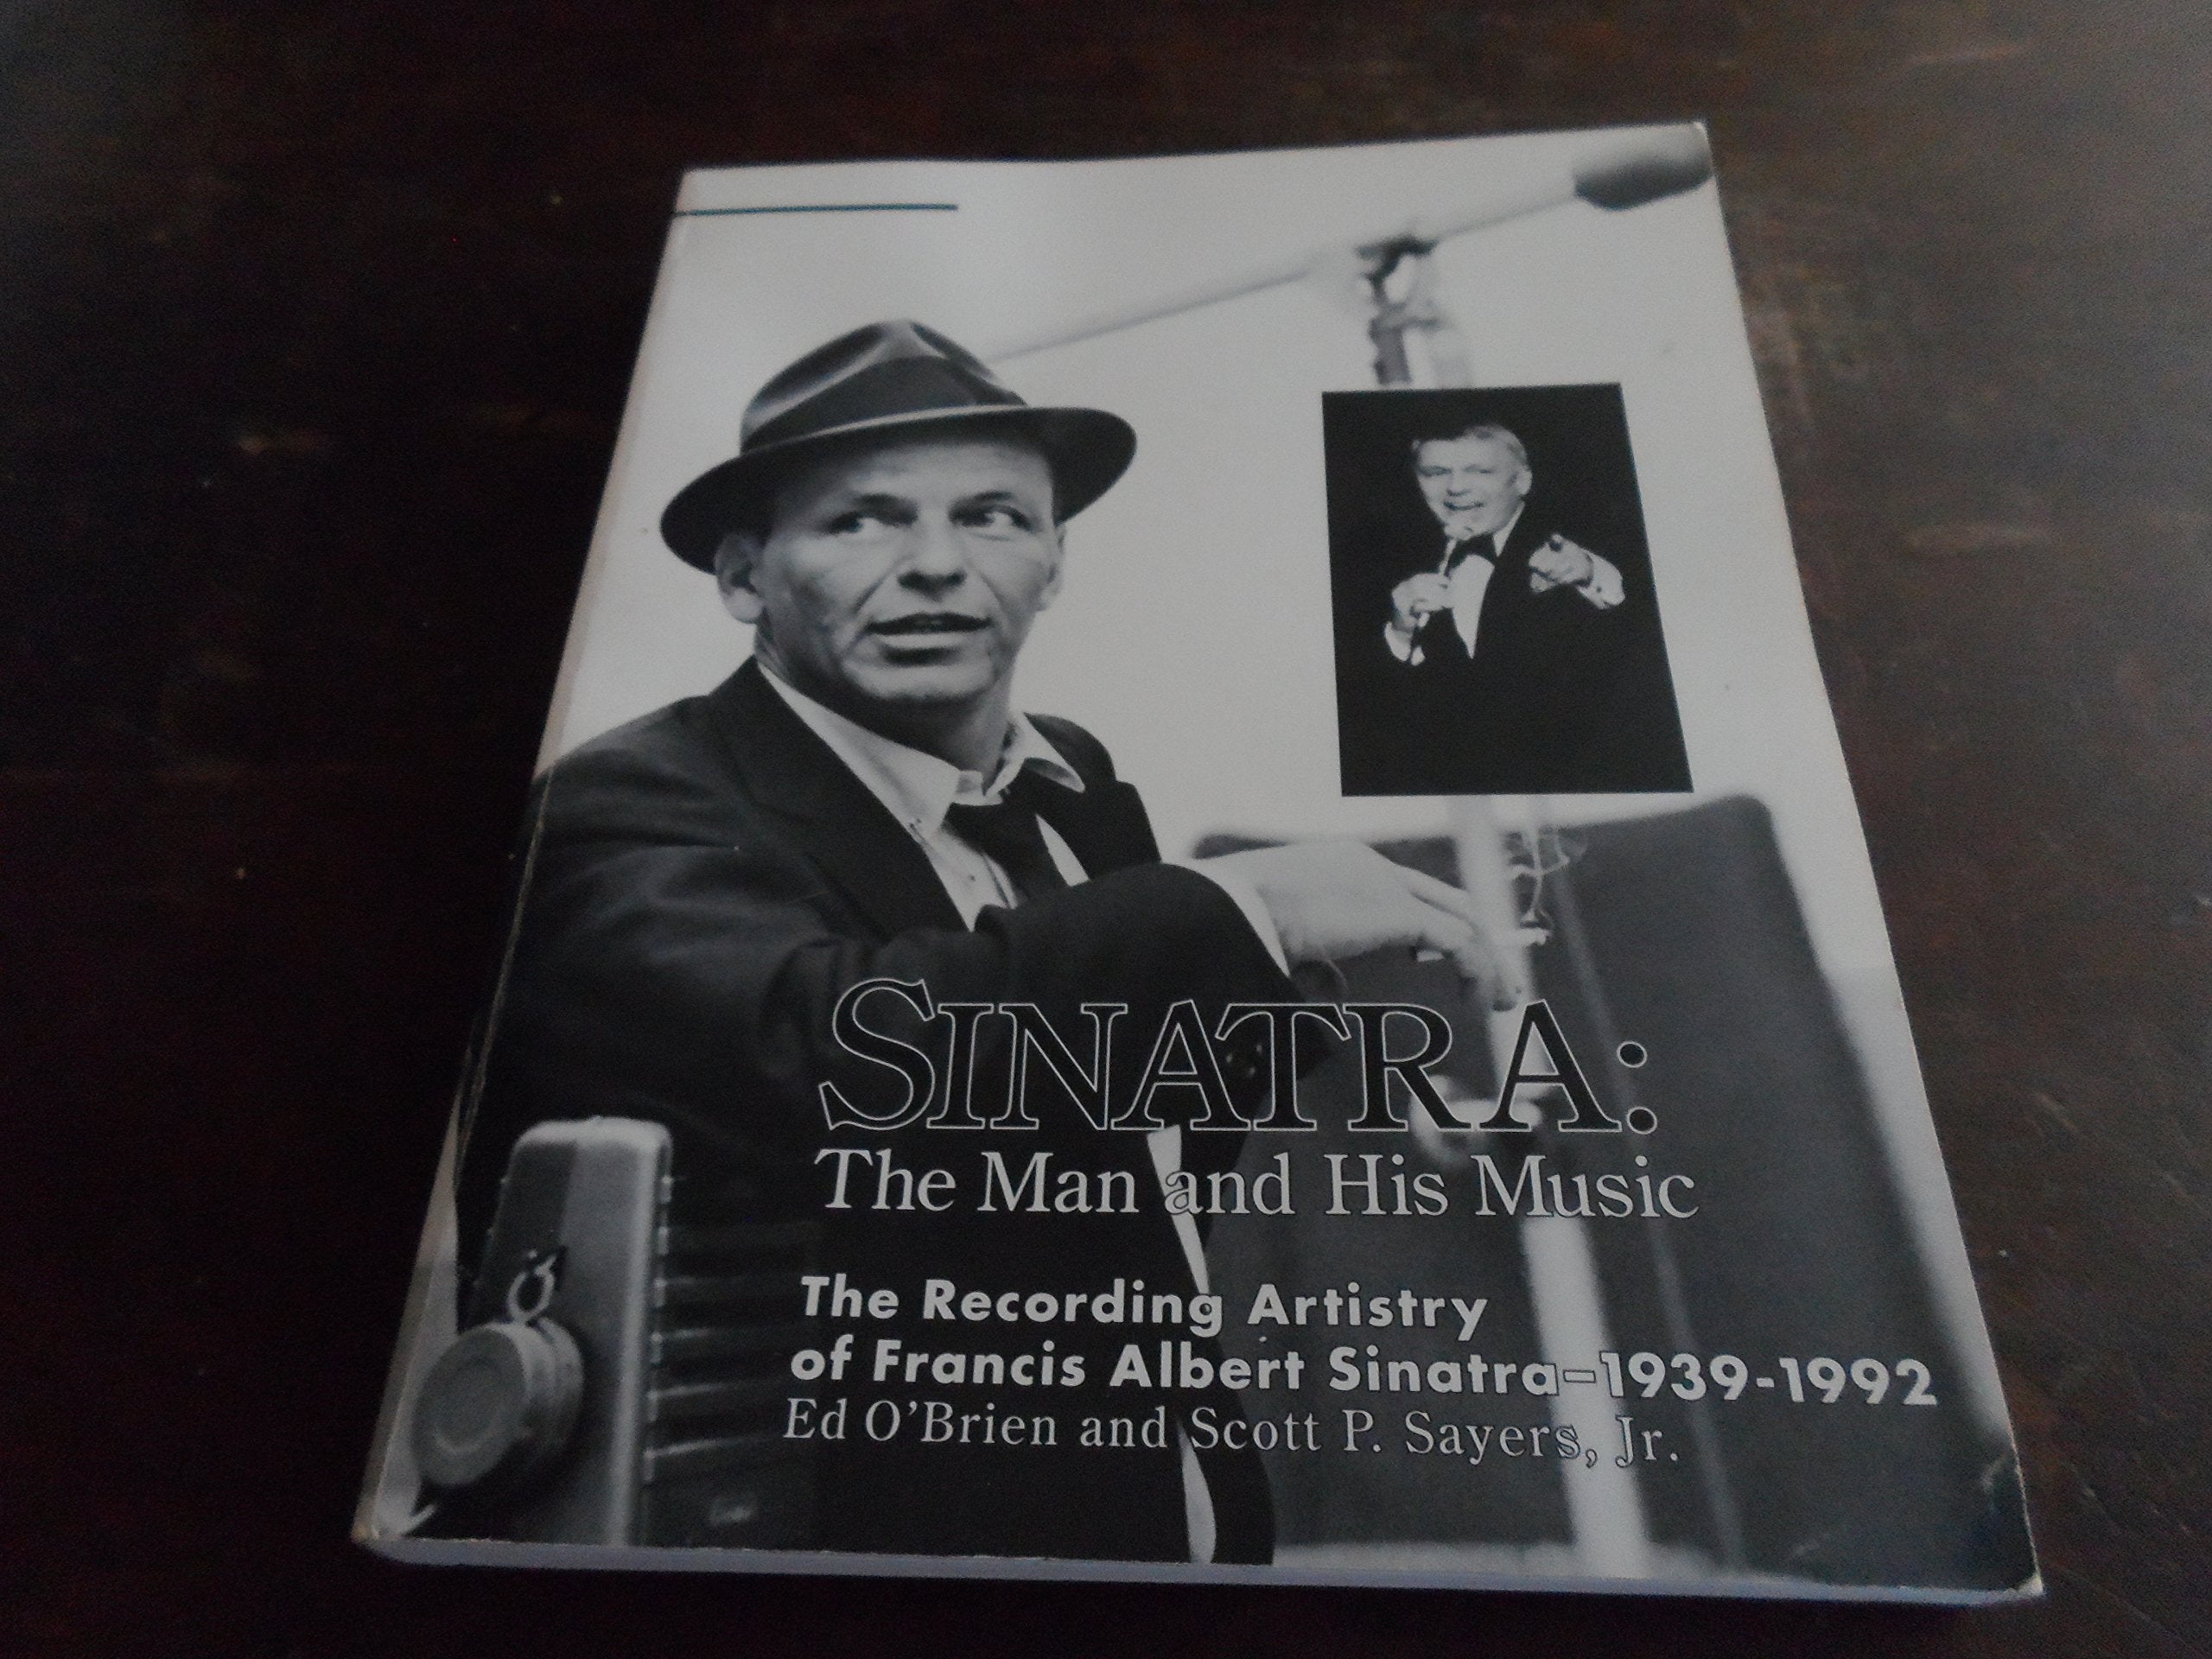 SINATRA:
The Man and His Music
The Recording Artistry
of Francis Albert Sinatra–1939-1992
Ed O'Brien and Scott P. Sayers, Jr.